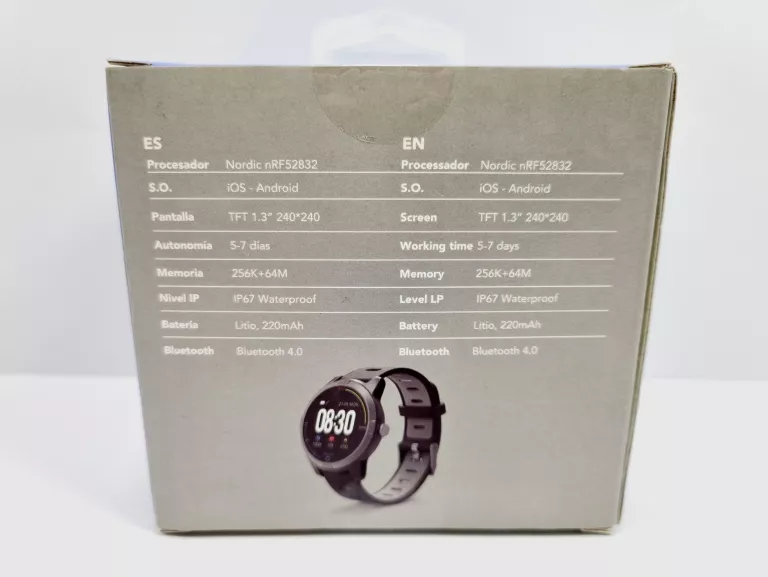 ES
Procesador Nordic nRF52832
S.O. iOS - Android
Pantalla TFT 1.3" 240*240
Autonomía 5-7 días
Memoria 256K+64M
Nivel IP IP67 Waterproof
Bateria Litio, 220mAh
Bluetooth Bluetooth 4.0
EN
Processador Nordic nRF52832
S.O. iOS - Android
Screen TFT 1.3" 240*240
Working time 5-7 days
Memory 256K+64M
Level LP IP67 Waterproof
Battery Litio, 220mAh
Bluetooth Bluetooth 4.0
08:30